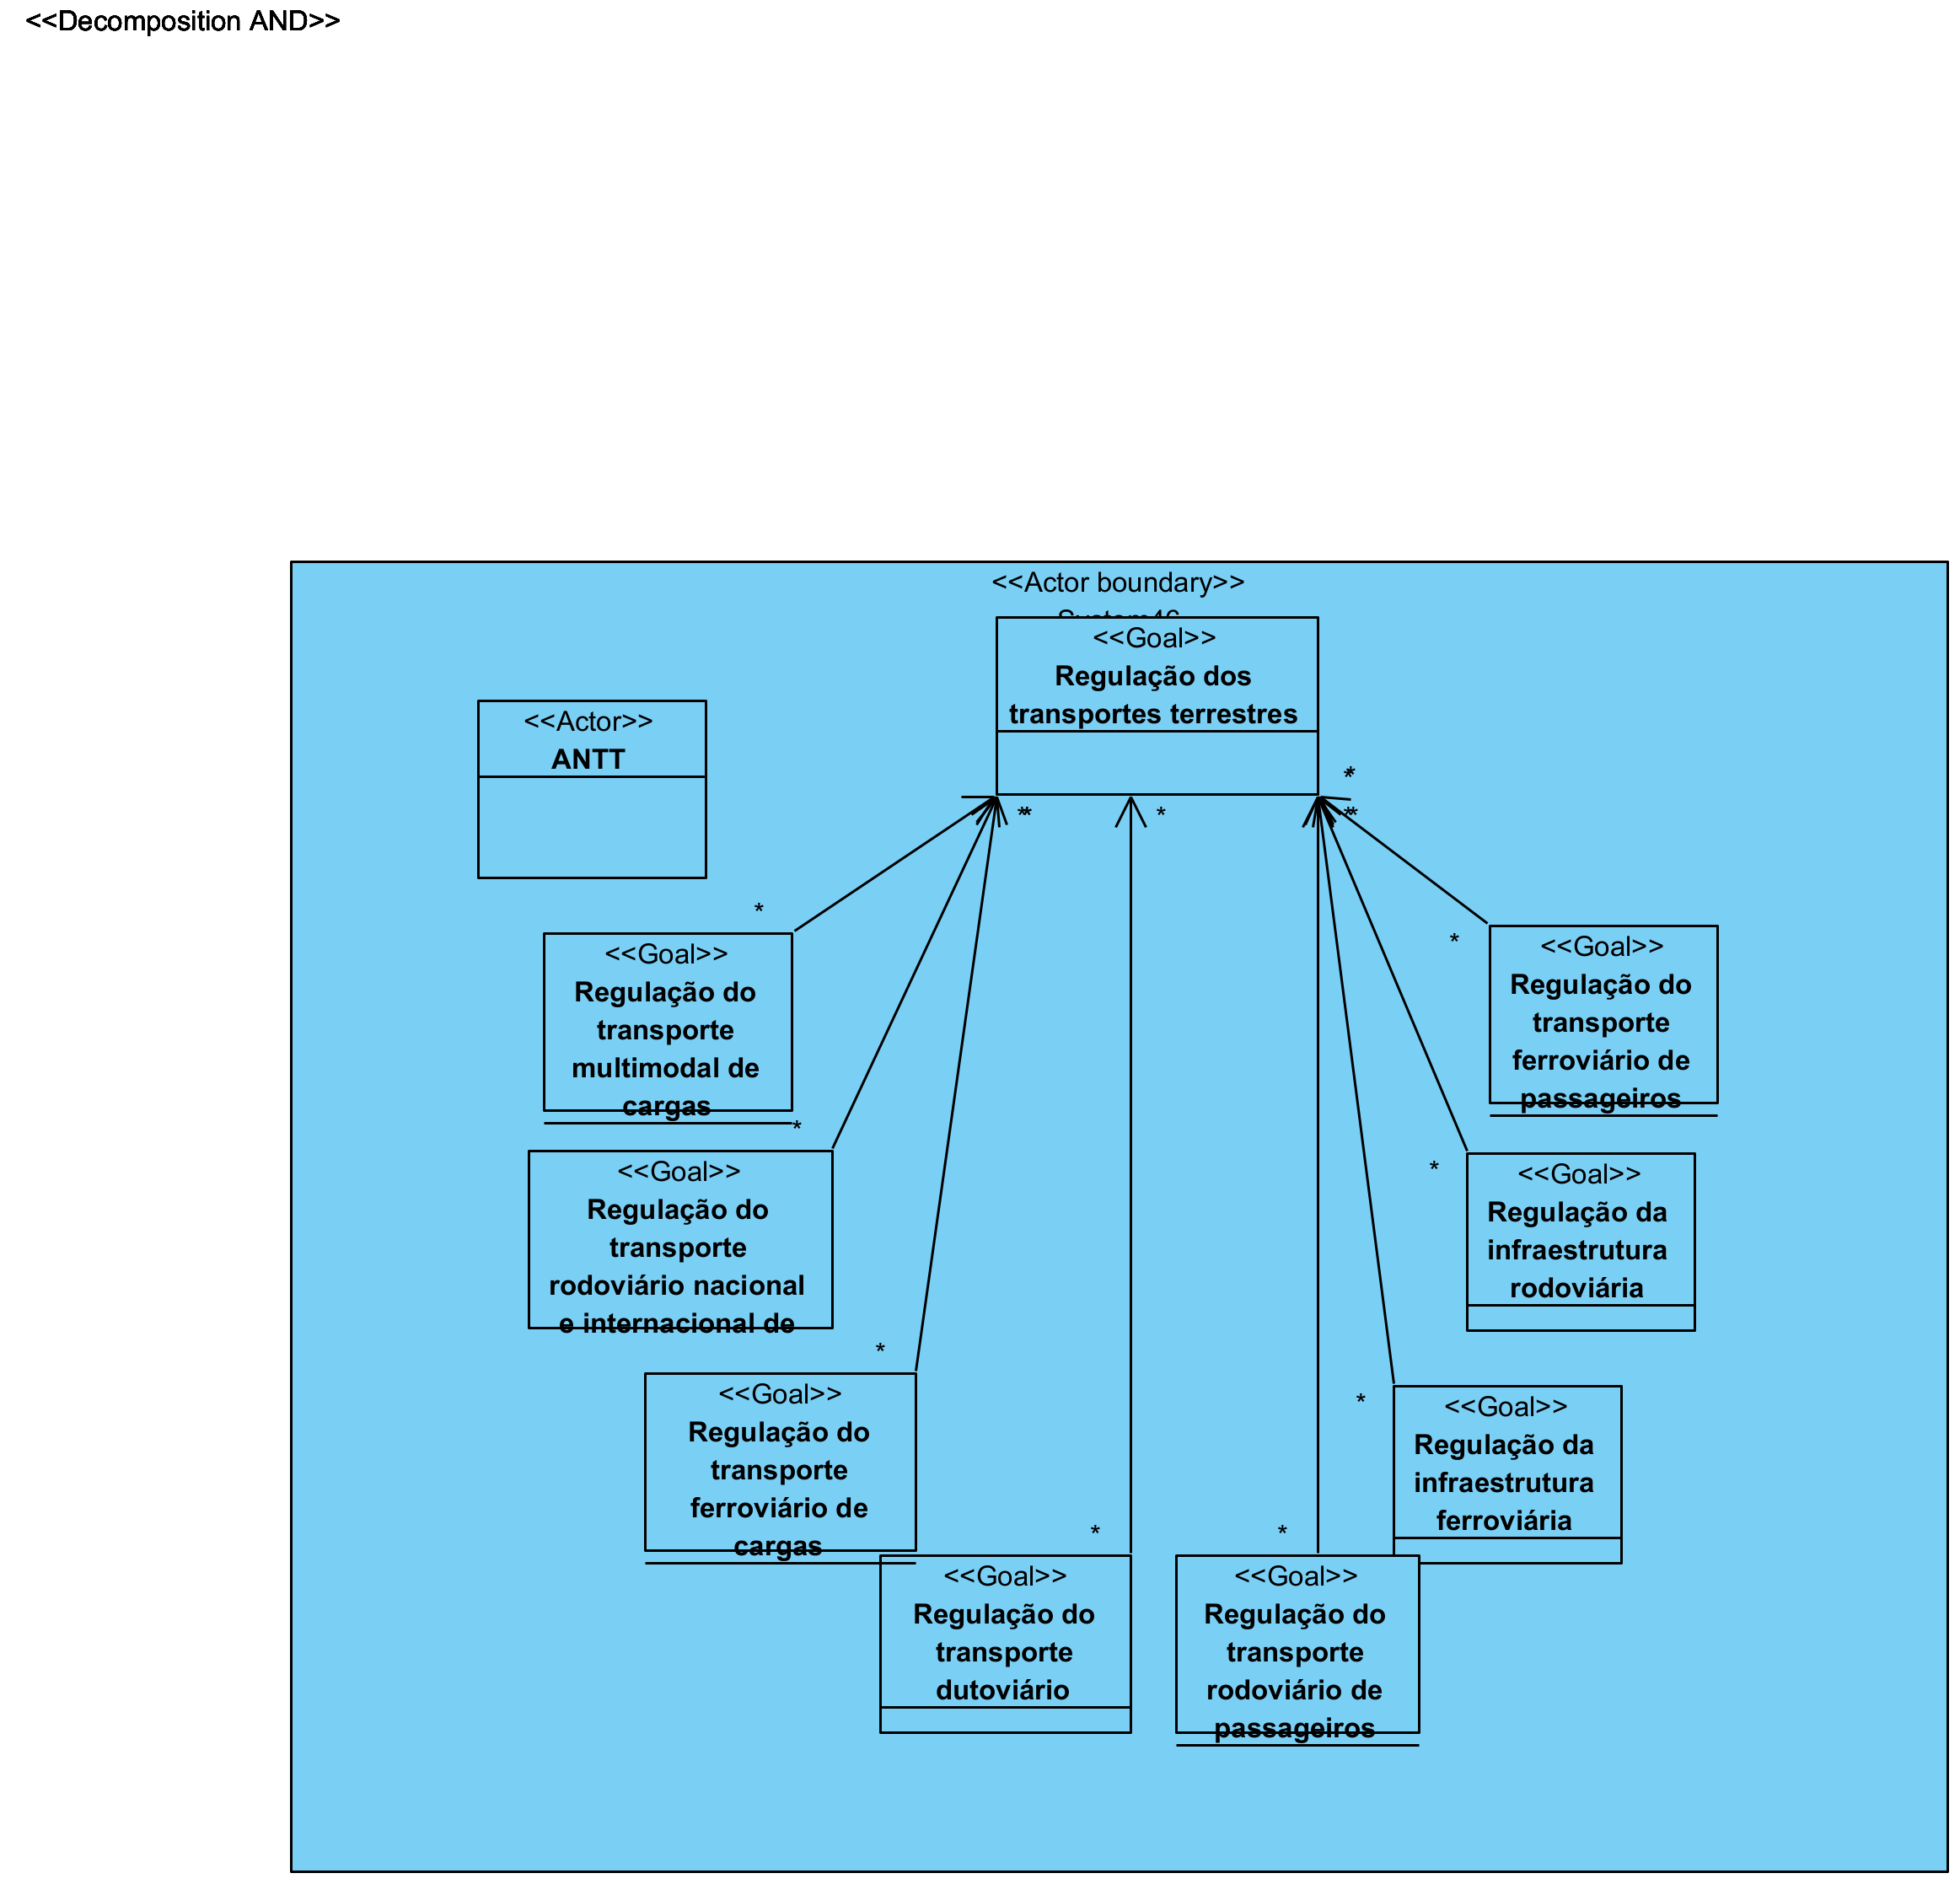 <<Decomposition AND>>
<<Actor boundary>>
<<Goal>>
Regulação dos
transportes terrestres
<<Actor>>
ANTT
*
*
**
*
**
*
<<Goal>>
Regulação do
transporte
multimodal de
cargas
*
<<Goal>>
Regulação do
transporte
ferroviário de
passageiros
*
<<Goal>>
Regulação do
transporte
rodoviário nacional
e internacional de
*
<<Goal>>
Regulação da
infraestrutura
rodoviária
*
<<Goal>>
Regulação do
transporte
ferroviário de
cargas
*
<<Goal>>
Regulação da
infraestrutura
ferroviária
*
<<Goal>>
Regulação do
transporte
dutoviário
*
<<Goal>>
Regulação do
transporte
rodoviário de
passageiros